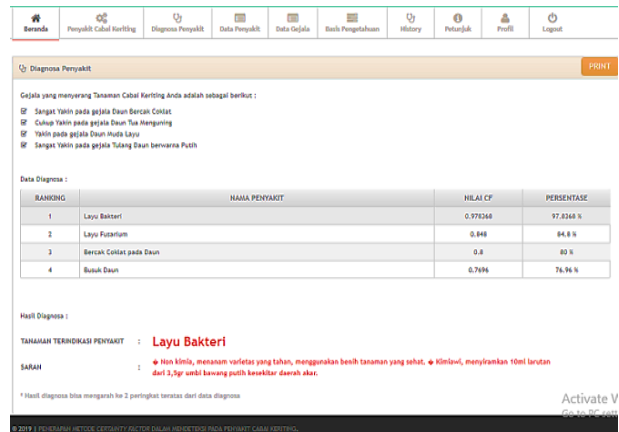 Beranda Penyakit Cabai Keriting Diagnosa Penyakit Data Penyakit Data Gejala Basis Pengetahuan History Petunjuk Profil Logout
Diagnosa Penyakit PRINT
Gejala yang menyerang Tanaman Cabai Keriting Anda adalah sebagai berikut :
Sangat Yakin pada gejala Daun Bercak Coklat
Cukup Yakin pada gejala Daun Tua Menguning
Yakin pada gejala Daun Muda Layu
Sangat Yakin pada gejala Tulang Daun berwarna Putih
Data Diagnosa :
RANKING NAMA PENYAKIT NILAI CF PERSENTASE
1 Layu Bakteri 0.978368 97.8368 %
2 Layu Fusarium 0.848 84.8 %
3 Bercak Coklat pada Daun 0.8 80 %
4 Busuk Daun 0.7696 76.96 %
Hasil Diagnosa :
TANAMAN TERINDIKASI PENYAKIT : Layu Bakteri
SARAN : � Non kimia, menanam varietas yang tahan, menggunakan benih tanaman yang sehat. � Kimiawi, menyiramkan 10ml larutan
dari 2,5gr umbi bawang putih kesekitar daerah akar.
* Hasil diagnosa bisa mengarah ke 2 peringkat teratas dari data diagnosa
Activate W
Go to PC sett
© 2019 | PENERAPAN METODE CERTAINTY FACTOR DALAM MENDETEKSI PADA PENYAKIT CABAI KERITING.